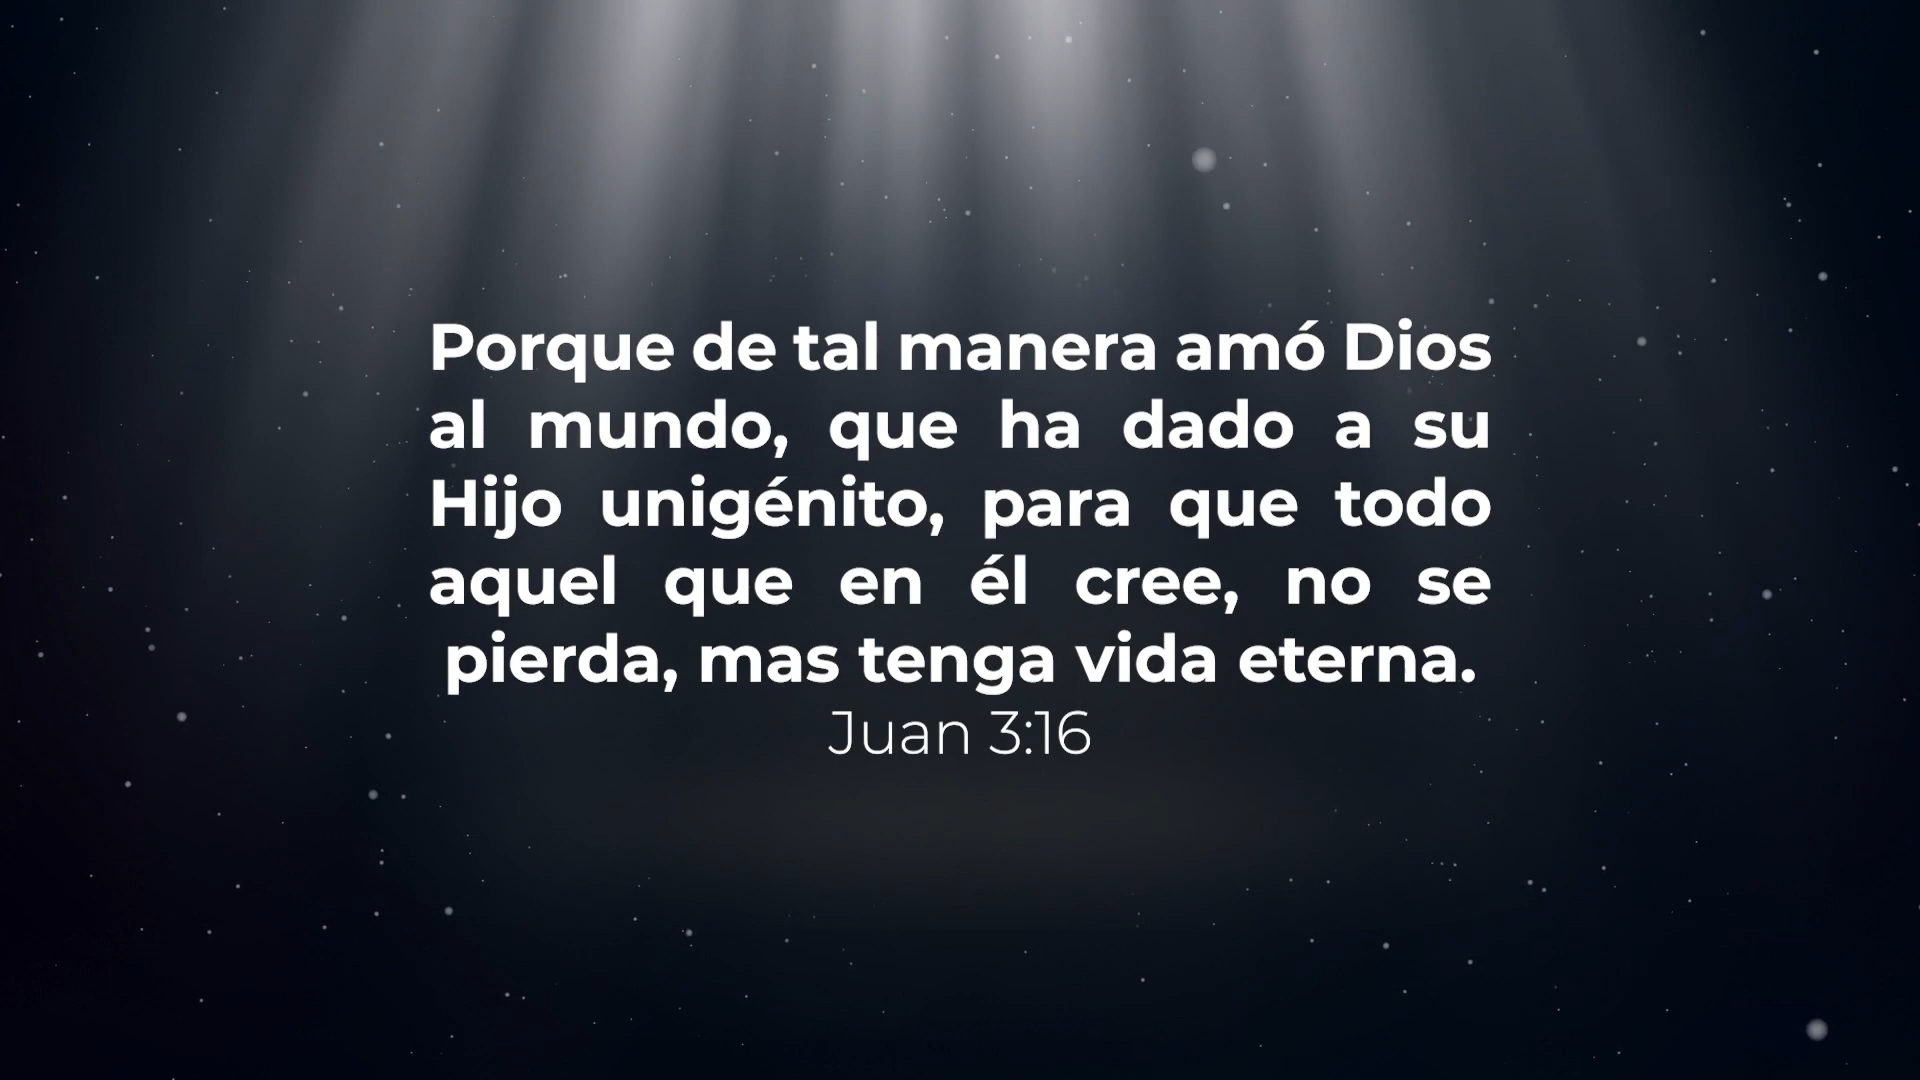 Porque de tal manera amó Dios
al mundo, que ha dado a su
Hijo unigénito, para que todo
aquel que en él cree, no se
pierda, mas tenga vida eterna.
Juan 3:16